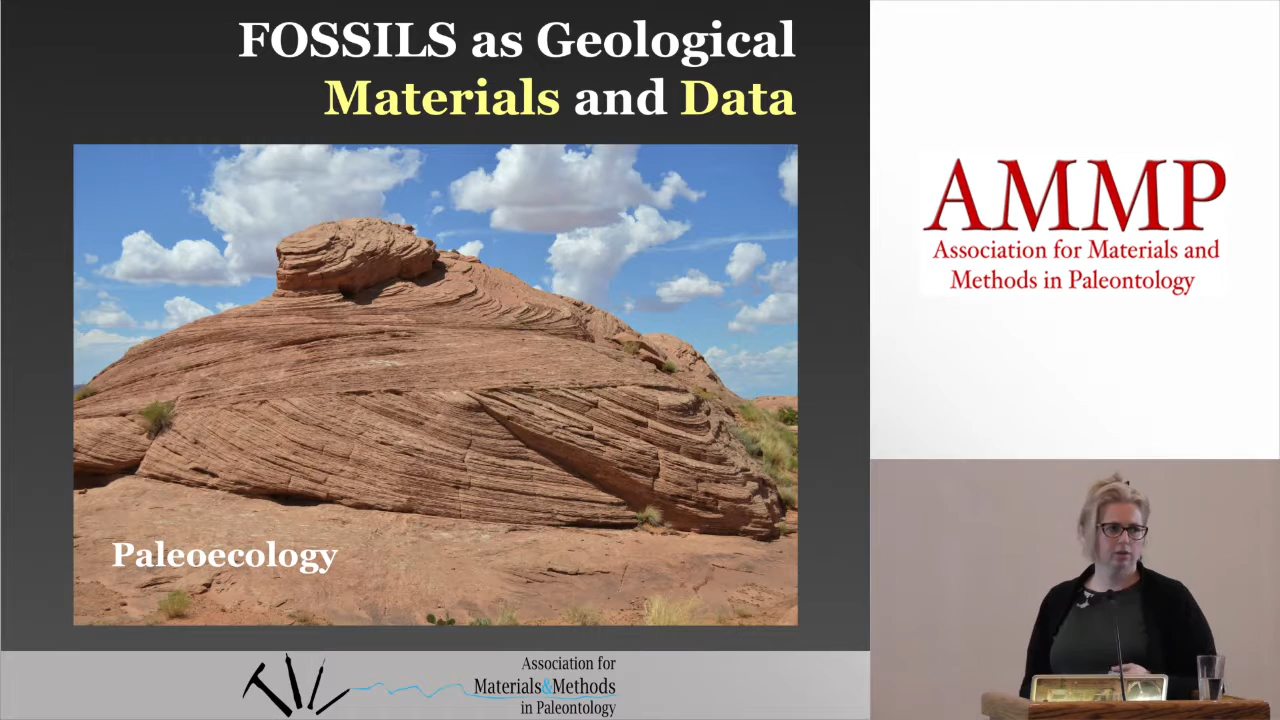 FOSSILS as Geological
Materials and Data
Paleoecology
Association for
Materials&Methods
in Paleontology
AMMP
Association for Materials and
Methods in Paleontology